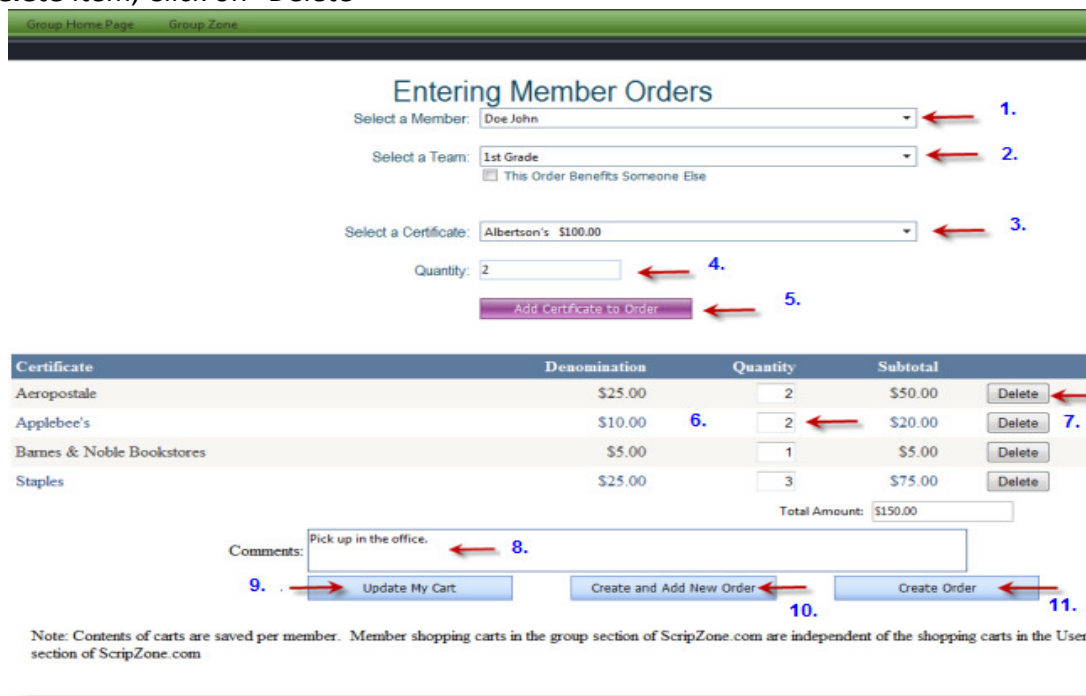 Group Home Page Group Zone
Entering Member Orders
Select a Member: Doe John 1.
Select a Team: 1st Grade 2.
This Order Benefits Someone Else
Select a Certificate: Albertson's $100.00 3.
Quantity: 2 4.
Add Certificate to Order 5.
Certificate Denomination Quantity Subtotal
Aeropostale $25.00 2 $50.00 Delete
Applebee's $10.00 6. 2 $20.00 Delete 7.
Barnes & Noble Bookstores $5.00 1 $5.00 Delete
Staples $25.00 3 $75.00 Delete
Total Amount: $150.00
Comments: Pick up in the office. 8.
9. Update My Cart Create and Add New Order 10. Create Order 11.
Note: Contents of carts are saved per member. Member shopping carts in the group section of ScripZone.com are independent of the shopping carts in the User
section of ScripZone.com